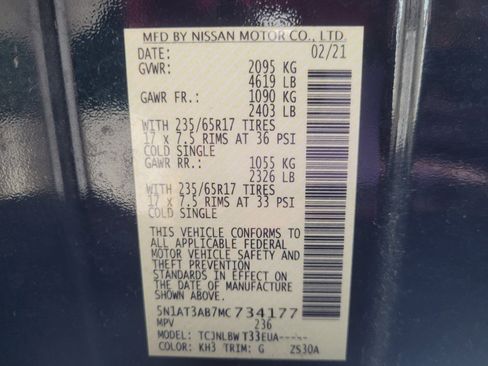 MFD BY NISSAN MOTOR CO., LTD.
DATE: 02/21
GVWR: 2095 KG
4619 LB
GAWR FR.: 1090 KG
2403 LB
WITH 235/65R17 TIRES
17 x 7.5 RIMS AT 36 PSI
COLD SINGLE
GAWR RR.: 1055 KG
2326 LB
WITH 235/65R17 TIRES
17 x 7.5 RIMS AT 33 PSI
COLD SINGLE
THIS VEHICLE CONFORMS TO
ALL APPLICABLE FEDERAL
MOTOR VEHICLE SAFETY AND
THEFT PREVENTION
STANDARDS IN EFFECT ON
THE DATE OF MANUFACTURE
SHOWN ABOVE.
5N1AT3AB7MC734177
MPV 236
MODEL: TCJNLBW T33EUA-----
COLOR: KH3 TRIM: G ZS30A